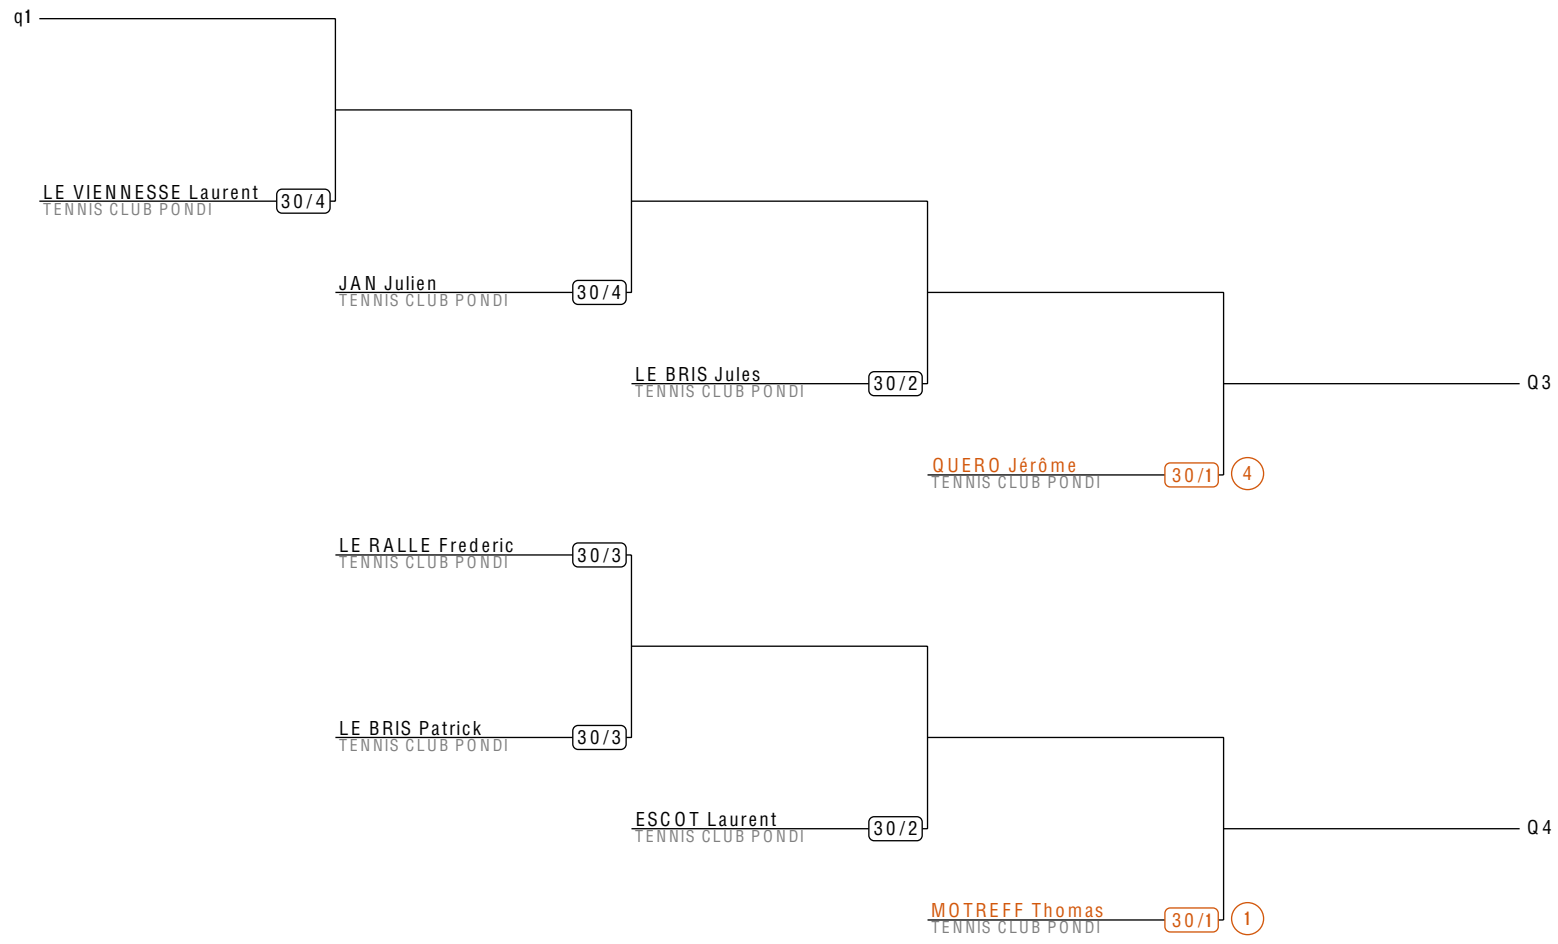 q1
LE VIENNESSE Laurent
30/4
TENNIS CLUB PONDI
JAN Julien
30/4
TENNIS CLUB PONDI
LE BRIS Jules
30/2
TENNIS CLUB PONDI
Q3
QUERO Jérôme
30/1
4
TENNIS CLUB PONDI
LE RALLE Frederic
30/3
TENNIS CLUB PONDI
LE BRIS Patrick
30/3
TENNIS CLUB PONDI
ESCOT Laurent
30/2
TENNIS CLUB PONDI
Q4
MOTREFF Thomas
30/1
1
TENNIS CLUB PONDI